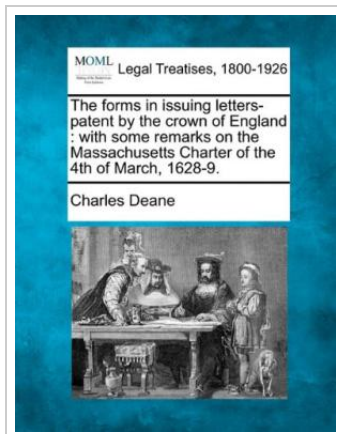 MOML
Legal Treatises, 1800-1926
The forms in issuing letters-
patent by the crown of England
: with some remarks on the
Massachusetts Charter of the
4th of March, 1628-9.
Charles Deane